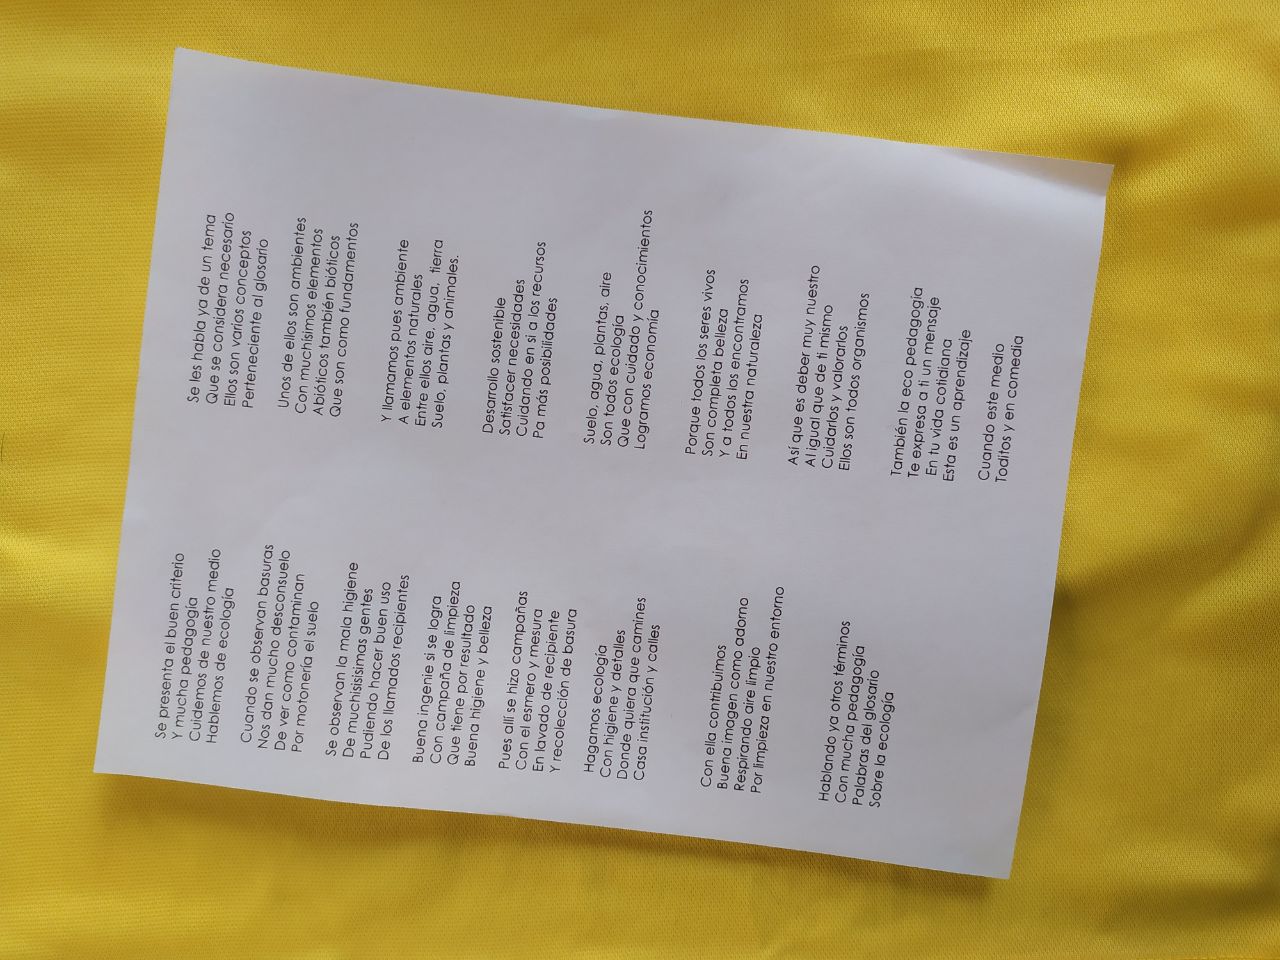 Se presenta el buen criterio
Y mucha pedagogía
Cuidemos de nuestro medio
Hablemos de ecología
Cuando se observan basuras
Nos dan mucho desconsuelo
De ver como contaminan
Por motonería el suelo
Se observan la mala higiene
De muchisisísimas gentes
Pudiendo hacer buen uso
De los llamados recipientes
Buena ingenie si se logra
Con campaña de limpieza
Que tiene por resultado
Buena higiene y belleza
Pues allí se hizo campañas
Con el esmero y mesura
En lavado de recipiente
Y recolección de basura
Hagamos ecología
Con higiene y detalles
Donde quiera que camines
Casa institución y calles
Con ella contribuimos
Buena imagen como adorno
Respirando aire limpio
Por limpieza en nuestro entorno
Hablando ya otros términos
Con mucha pedagogía
Palabras del glosario
Sobre la ecología
Se les habla ya de un tema
Que se considera necesario
Ellos son varios conceptos
Perteneciente al glosario
Unos de ellos son ambientes
Con muchísimos elementos
Abióticos también bióticos
Que son como fundamentos
Y llamamos pues ambiente
A elementos naturales
Entre ellos aire, agua, tierra
Suelo, plantas y animales.
Desarrollo sostenible
Satisfacer necesidades
Cuidando en si a los recursos
Pa más posibilidades
Suelo, agua, plantas, aire
Son todos ecología
Que con cuidado y conocimientos
Logramos economía
Porque todos los seres vivos
Son completa belleza
Y a todos los encontramos
En nuestra naturaleza
Así que es deber muy nuestro
Al igual que de ti mismo
Cuidarlos y valorarlos
Ellos son todos organismos
También la eco pedagogía
Te expresa a ti un mensaje
En tu vida cotidiana
Esta es un aprendizaje
Cuando este medio
Toditos y en comedia